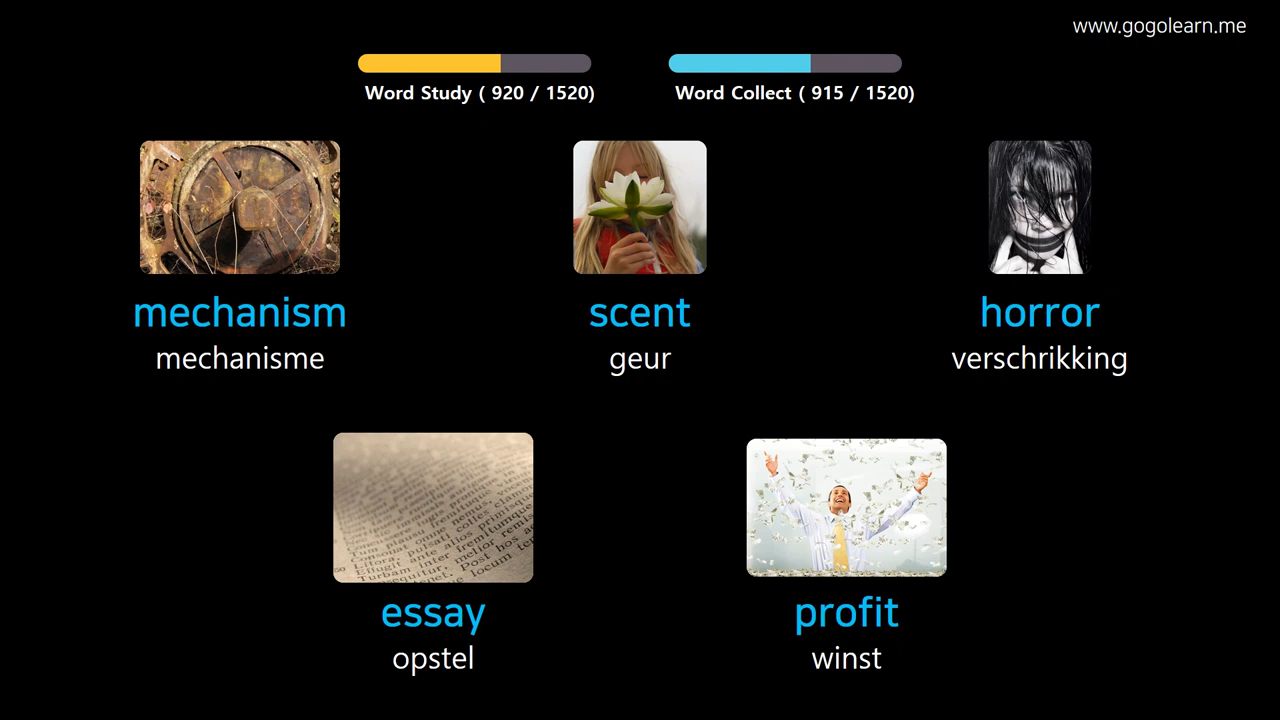 www.gogolearn.me
Word Study ( 920 / 1520)
Word Collect ( 915 / 1520)
mechanism
mechanisme
scent
geur
horror
verschrikking
essay
opstel
profit
winst